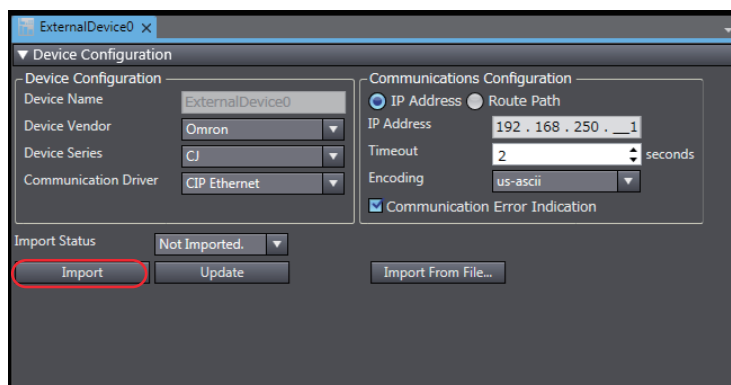 ExternalDevice0 ×
▼ Device Configuration
Device Configuration
Device Name ExternalDevice0
Device Vendor Omron
Device Series CJ
Communication Driver CIP Ethernet
Communications Configuration
IP Address Route Path
IP Address 192 . 168 . 250 . __1
Timeout 2 seconds
Encoding us-ascii
Communication Error Indication
Import Status Not Imported.
Import Update Import From File...